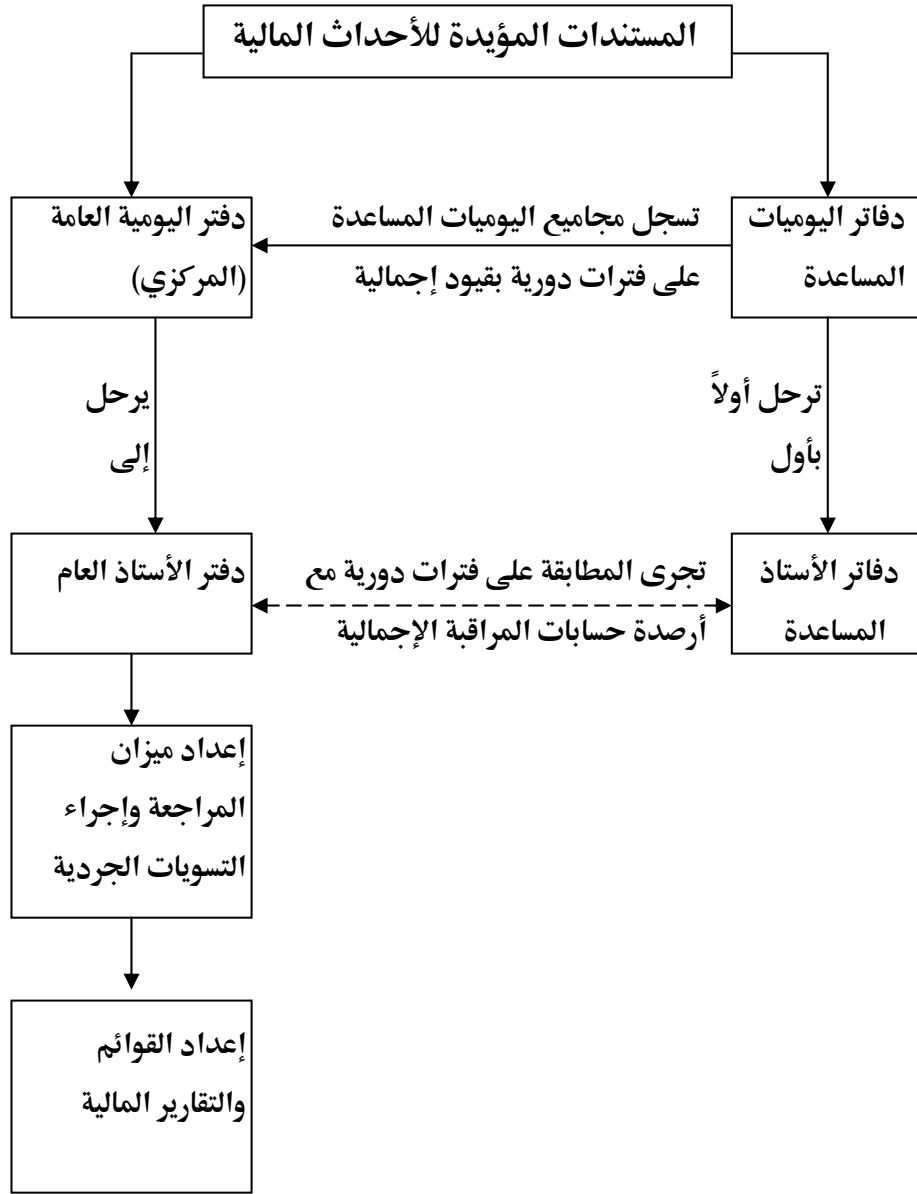 المستندات المؤيدة للأحداث المالية
دفاتر اليوميات
المساعدة
تسجل مجاميع اليوميات المساعدة
على فترات دورية بقيود إجمالية
دفتر اليومية العامة
(المركزي)
ترحل أولاً
بأول
يرحل
إلى
دفاتر الأستاذ
المساعدة
تجرى المطابقة على فترات دورية مع
أرصدة حسابات المراقبة الإجمالية
دفتر الأستاذ العام
إعداد ميزان
المراجعة وإجراء
التسويات الجردية
إعداد القوائم
والتقارير المالية